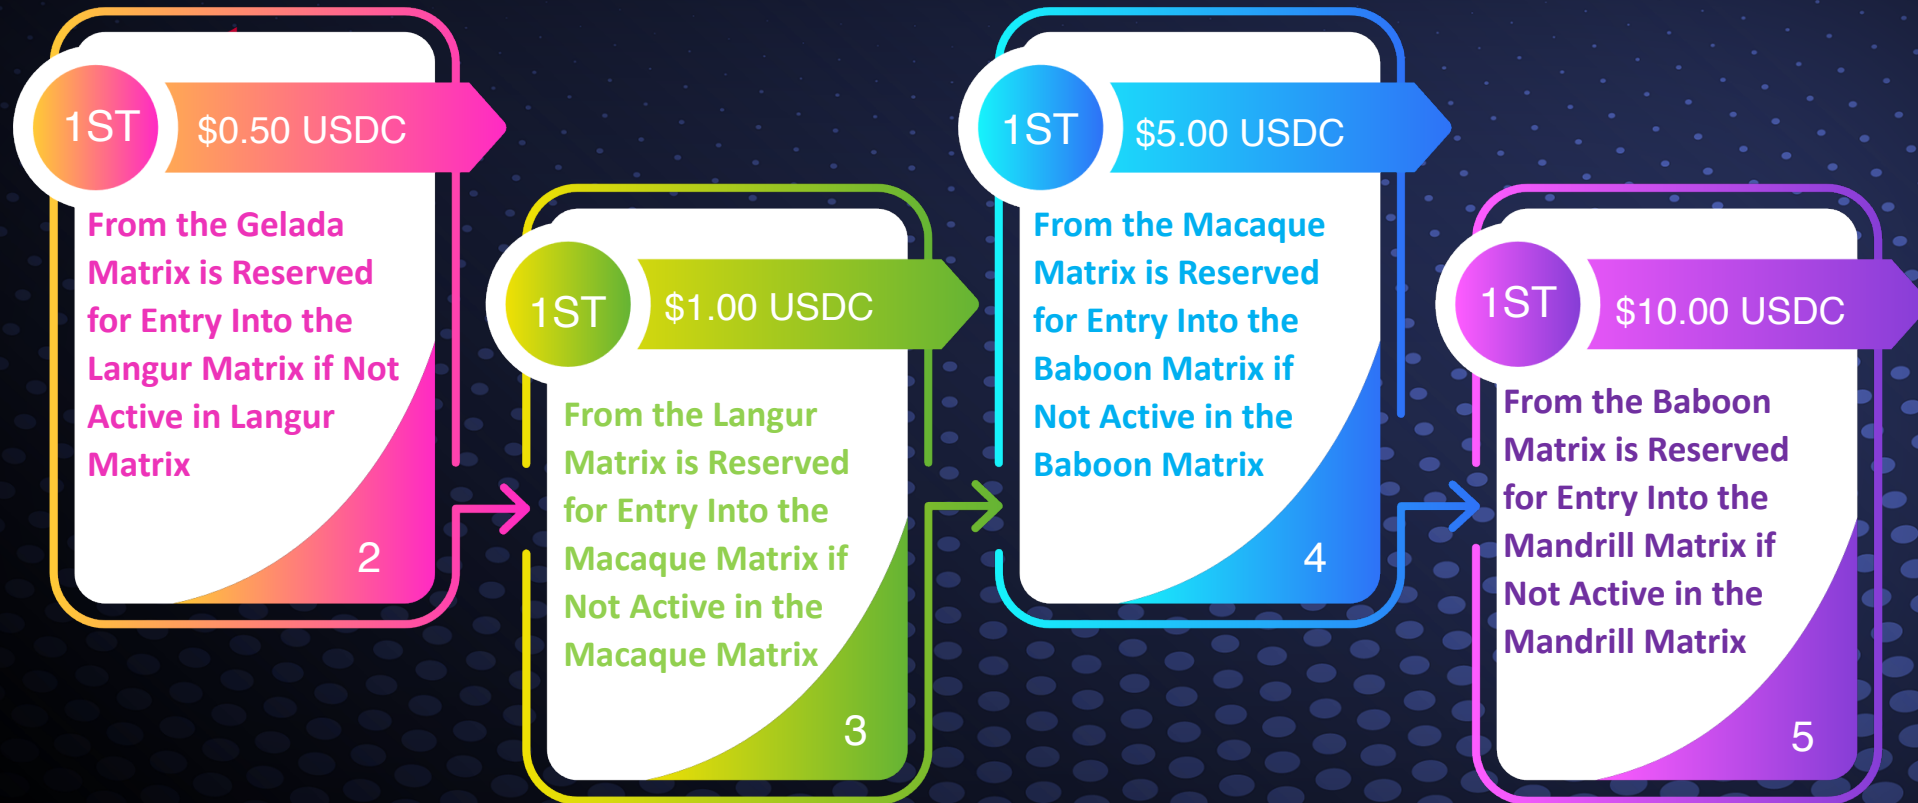 1ST
$0.50 USDC
From the Gelada
Matrix is Reserved
for Entry Into the
Langur Matrix if Not
Active in Langur
Matrix
2
1ST
$1.00 USDC
From the Langur
Matrix is Reserved
for Entry Into the
Macaque Matrix if
Not Active in the
Macaque Matrix
3
1ST
$5.00 USDC
From the Macaque
Matrix is Reserved
for Entry Into the
Baboon Matrix if
Not Active in the
Baboon Matrix
4
1ST
$10.00 USDC
From the Baboon
Matrix is Reserved
for Entry Into the
Mandrill Matrix if
Not Active in the
Mandrill Matrix
5